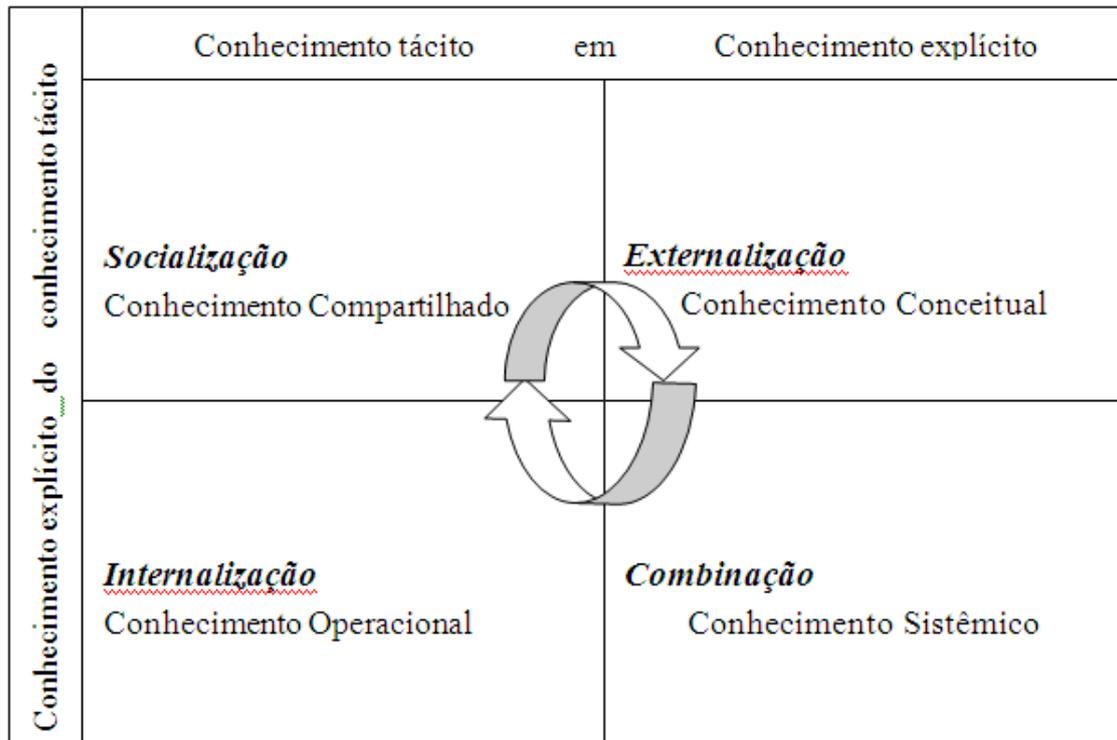 Conhecimento tácito em Conhecimento explícito
Conhecimento explícito do conhecimento tácito
Socialização
Conhecimento Compartilhado
Externalização
Conhecimento Conceitual
Internalização
Conhecimento Operacional
Combinação
Conhecimento Sistêmico